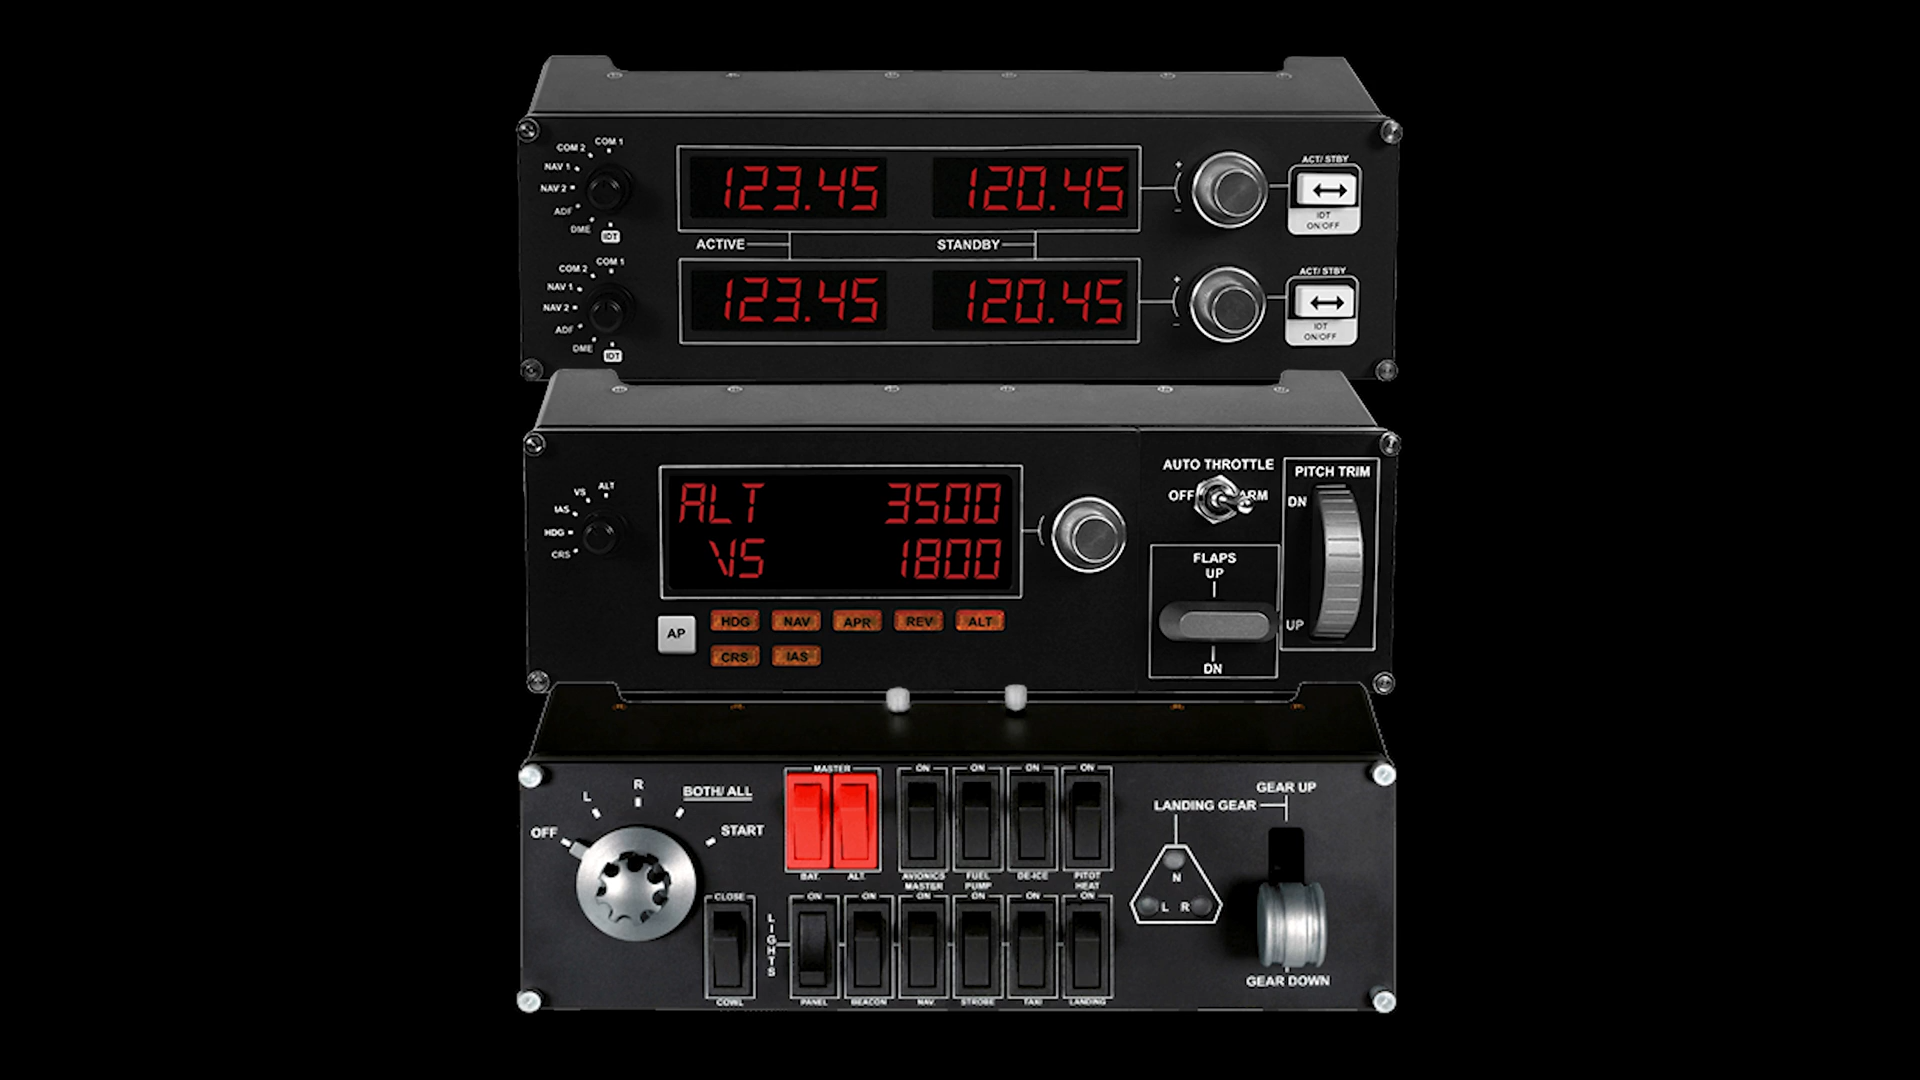 COM 2 COM 1
NAV 1
NAV 2
ADF
DME
IDT
123.45 120.45
+
-
ACT/ STBY
IDT
ON/OFF
ACTIVE STANDBY
COM 2 COM 1
NAV 1
NAV 2
ADF
DME
IDT
123.45 120.45
+
-
ACT/ STBY
IDT
ON/OFF
VS ALT
IAS
HDG
CRS
ALT 3500
VS 1800
AP
HDG NAV APR REV ALT
CRS IAS
AUTO THROTTLE
OFF ARM
FLAPS
UP
DN
PITCH TRIM
DN
UP
OFF L R BOTH/ ALL START
MASTER
BAT. ALT.
ON ON ON ON
AVIONICS MASTER
FUEL PUMP
DE-ICE
PITOT HEAT
CLOSE
COWL
LIGHTS
ON ON ON ON ON ON
PANEL BEACON NAV. STROBE TAXI LANDING
GEAR UP
LANDING GEAR
N
L R
GEAR DOWN